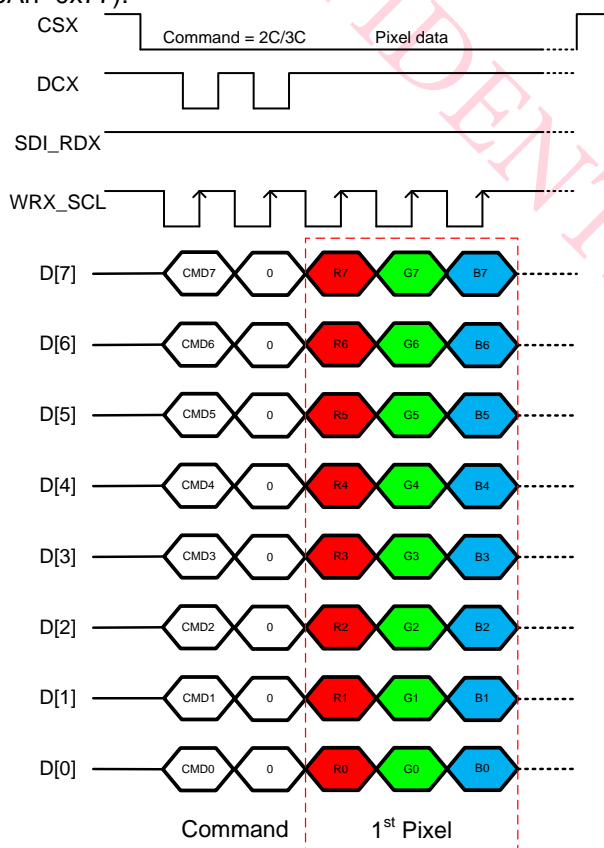 CSX Command = 2C/3C Pixel data
DCX
SDI_RDX
WRX_SCL
D[7] CMD7 0 R7 G7 B7
D[6] CMD6 0 R6 G6 B6
D[5] CMD5 0 R5 G5 B5
D[4] CMD4 0 R4 G4 B4
D[3] CMD3 0 R3 G3 B3
D[2] CMD2 0 R2 G2 B2
D[1] CMD1 0 R1 G1 B1
D[0] CMD0 0 R0 G0 B0
Command 1st Pixel